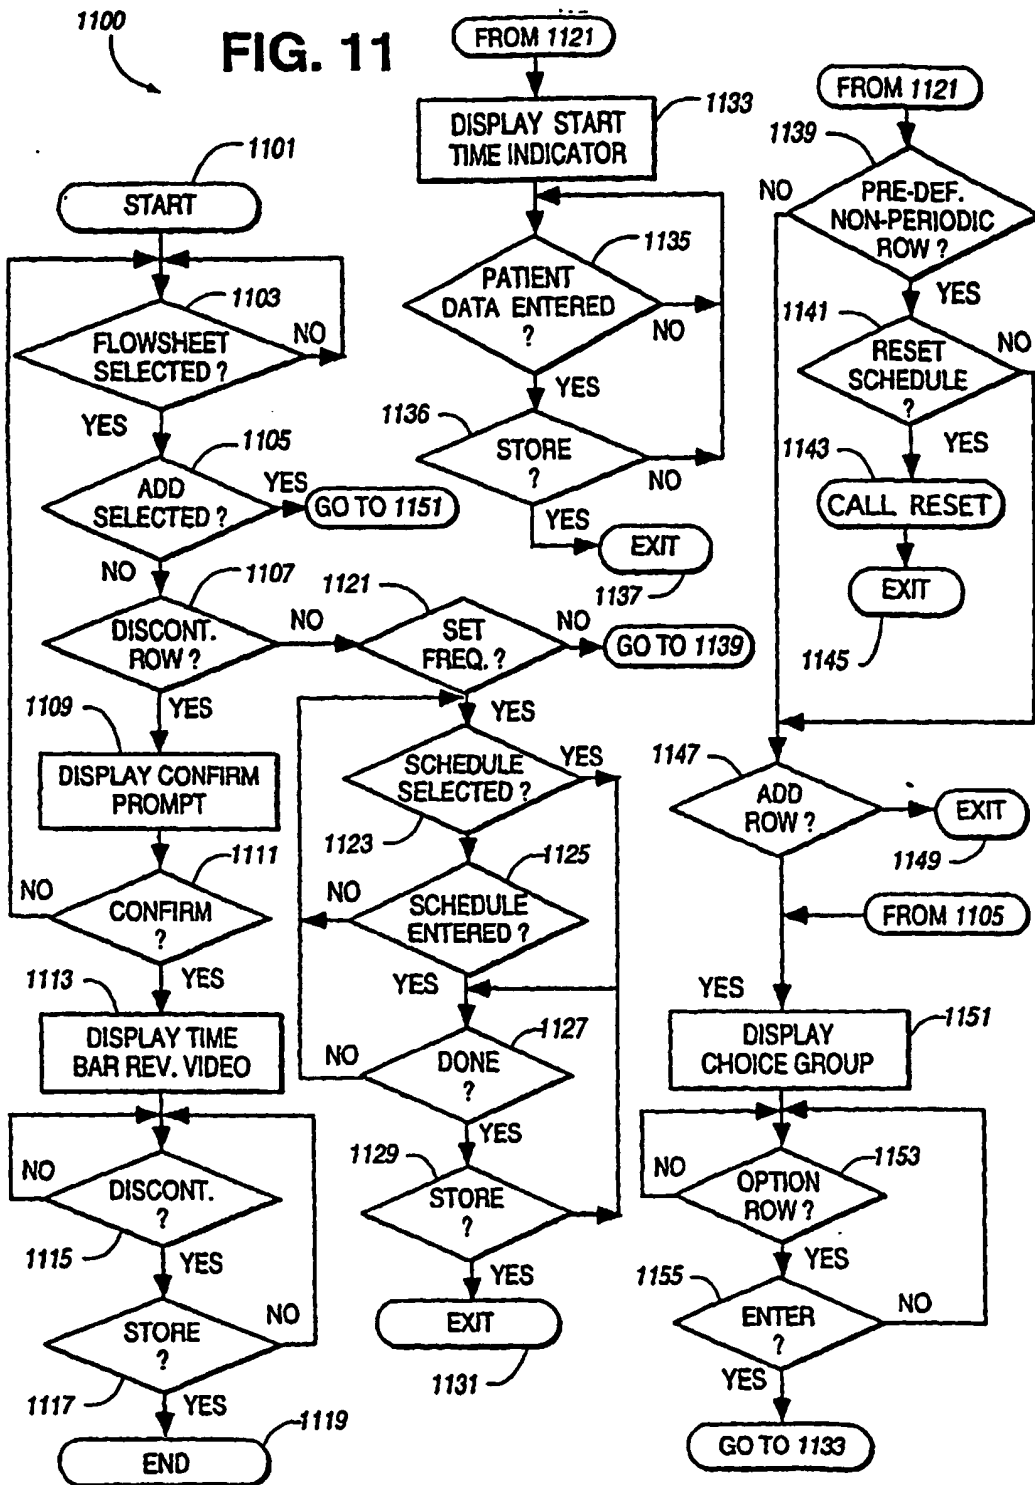 1100
FIG. 11
1101
START
1103
FLOWSHEET
SELECTED ?
NO
YES
1105
ADD
SELECTED ?
YES
GO TO 1151
NO
1107
DISCONT.
ROW ?
NO
YES
1109
DISPLAY CONFIRM
PROMPT
1111
NO
CONFIRM
?
YES
1113
DISPLAY TIME
BAR REV. VIDEO
NO
DISCONT.
?
1115
YES
STORE
?
NO
1117
YES
1119
END
FROM 1121
1133
DISPLAY START
TIME INDICATOR
1135
PATIENT
DATA ENTERED
?
NO
YES
1136
STORE
?
NO
YES
EXIT
1137
1121
SET
FREQ. ?
NO
GO TO 1139
YES
SCHEDULE
SELECTED ?
YES
1123
1125
NO
SCHEDULE
ENTERED ?
YES
1127
NO
DONE
?
YES
1129
STORE
?
YES
EXIT
1131
FROM 1121
1139
NO
PRE-DEF.
NON-PERIODIC
ROW ?
YES
1141
RESET
SCHEDULE
?
NO
YES
1143
CALL RESET
EXIT
1145
1147
ADD
ROW ?
EXIT
1149
FROM 1105
YES
1151
DISPLAY
CHOICE GROUP
1153
NO
OPTION
ROW ?
YES
1155
ENTER
?
NO
YES
GO TO 1133